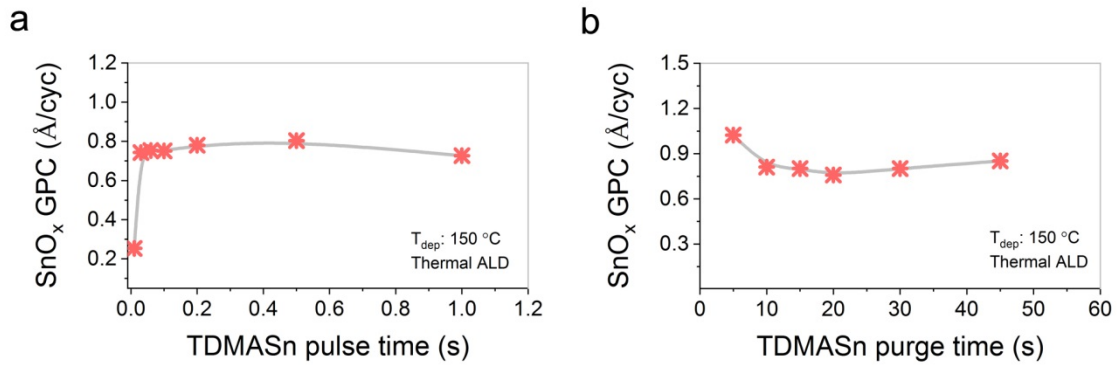 a
SnOₓ GPC (Å/cyc)
1.2
1.0
0.8
0.6
0.4
0.2
0.0 0.2 0.4 0.6 0.8 1.0 1.2
TDMASn pulse time (s)
T_dep: 150 °C
Thermal ALD
b
SnOₓ GPC (Å/cyc)
1.5
1.2
0.9
0.6
0.3
0 10 20 30 40 50 60
TDMASn purge time (s)
T_dep: 150 °C
Thermal ALD